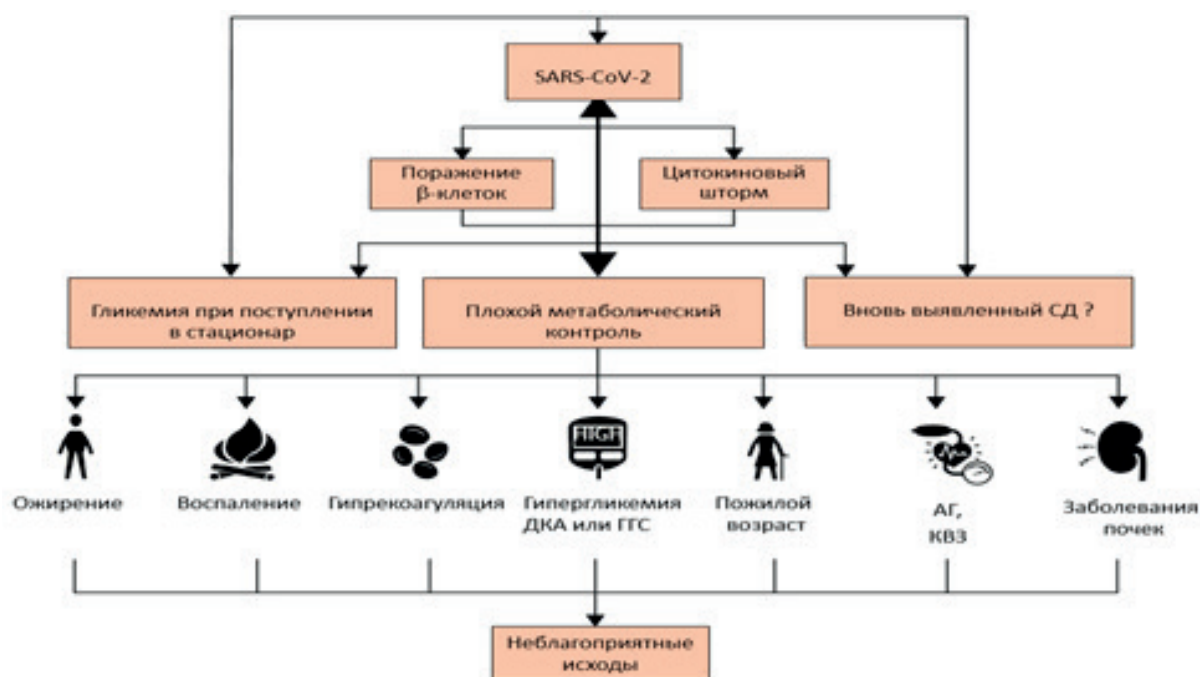 SARS-CoV-2
Поражение
β-клеток
Цитокиновый
шторм
Гликемия при поступлении
в стационар
Плохой метаболический
контроль
Вновь выявленный СД ?
HIGH
Ожирение
Воспаление
Гипрекоагуляция
Гипергликемия
ДКА или ГГС
Пожилой
возраст
АГ,
КВЗ
Заболевания
почек
Неблагоприятные
исходы